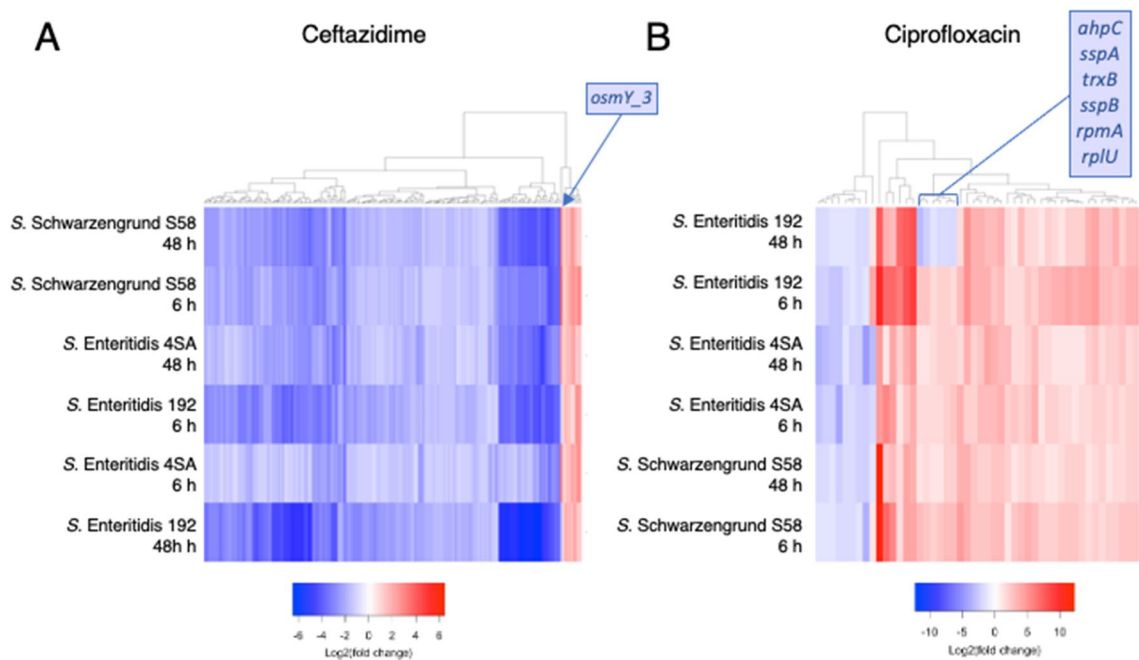 A
Ceftazidime
osmY_3
S. Schwarzengrund S58
48 h
S. Schwarzengrund S58
6 h
S. Enteritidis 4SA
48 h
S. Enteritidis 192
6 h
S. Enteritidis 4SA
6 h
S. Enteritidis 192
48h h
-6 -4 -2 0 2 4 6
Log2(fold change)
B
Ciprofloxacin
ahpC
sspA
trxB
sspB
rpmA
rplU
S. Enteritidis 192
48 h
S. Enteritidis 192
6 h
S. Enteritidis 4SA
48 h
S. Enteritidis 4SA
6 h
S. Schwarzengrund S58
48 h
S. Schwarzengrund S58
6 h
-10 -5 0 5 10
Log2(fold change)